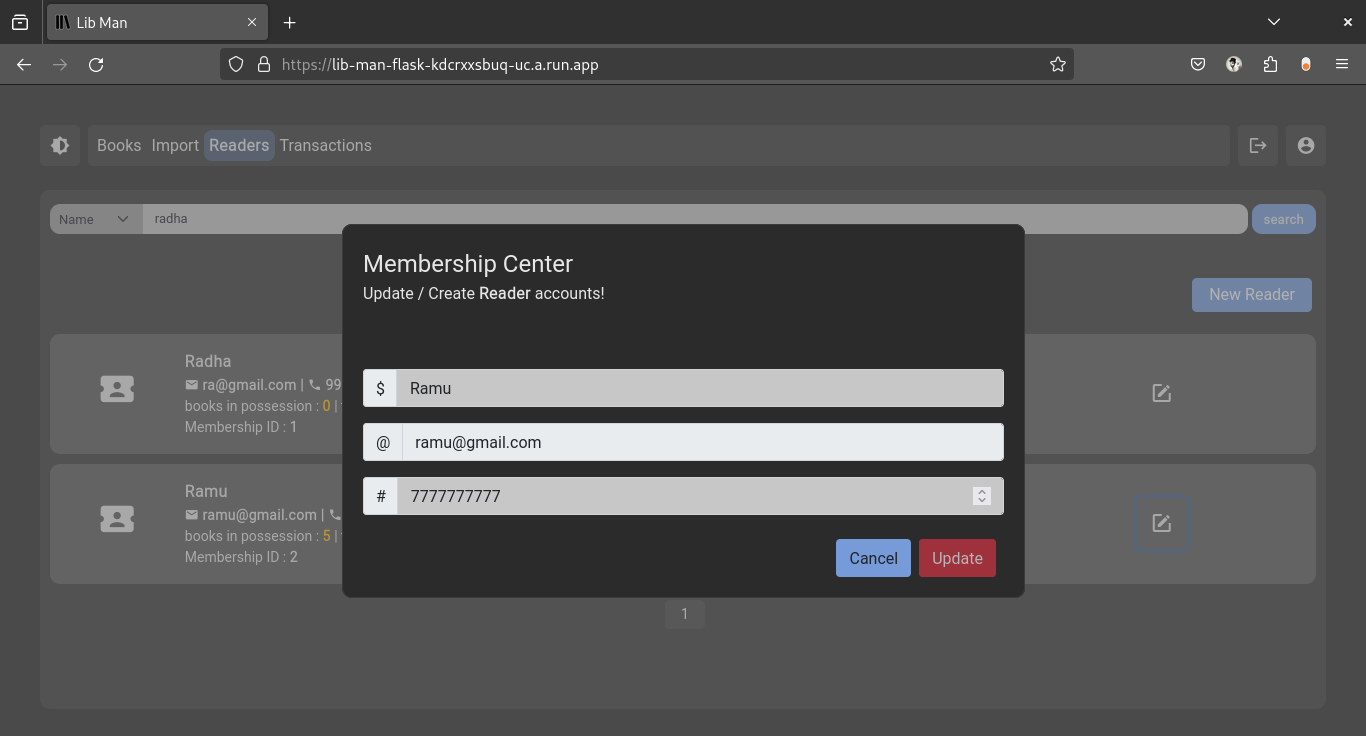 Lib Man
https://lib-man-flask-kdcrxxsbuq-uc.a.run.app
Books Import Readers Transactions
Name radha search
Membership Center
Update / Create Reader accounts!
New Reader
Radha
ra@gmail.com | 99
books in possession : 0 |
Membership ID : 1
$ Ramu
@ ramu@gmail.com
# 7777777777
Ramu
ramu@gmail.com |
books in possession : 5 |
Membership ID : 2
Cancel Update
1